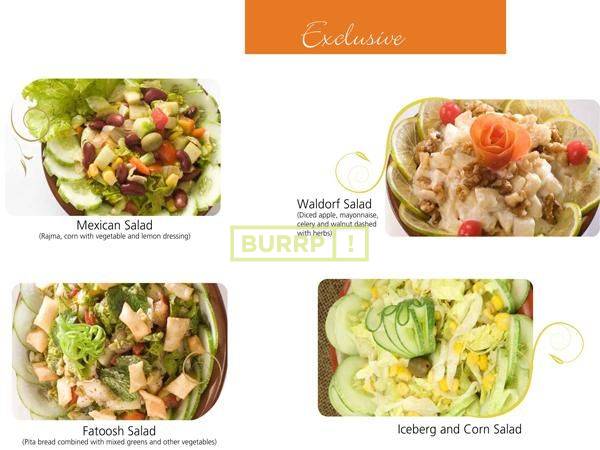 Exclusive
Mexican Salad
(Rajma, corn with vegetable and lemon dressing)
Waldorf Salad
(Diced apple, mayonnaise,
celery and walnut dashed
with herbs)
BURRP!
Fatoosh Salad
(Pita bread combined with mixed greens and other vegetables)
Iceberg and Corn Salad